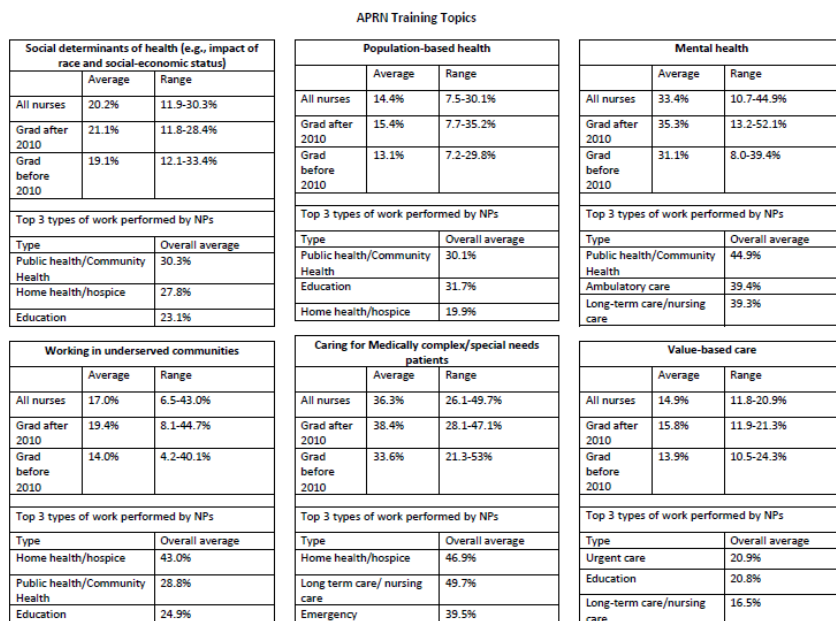 APRN Training Topics
Social determinants of health (e.g., impact of
race and social-economic status)
Average Range
All nurses 20.2% 11.9-30.3%
Grad after 21.1% 11.8-28.4%
2010
Grad 19.1% 12.1-33.4%
before
2010
Top 3 types of work performed by NPs
Type Overall average
Public health/Community 30.3%
Health
Home health/hospice 27.8%
Education 23.1%
Population-based health
Average Range
All nurses 14.4% 7.5-30.1%
Grad after 15.4% 7.7-35.2%
2010
Grad 13.1% 7.2-29.8%
before
2010
Top 3 types of work performed by NPs
Type Overall average
Public health/Community 30.1%
Health
Education 31.7%
Home health/hospice 19.9%
Mental health
Average Range
All nurses 33.4% 10.7-44.9%
Grad after 35.3% 13.2-52.1%
2010
Grad 31.1% 8.0-39.4%
before
2010
Top 3 types of work performed by NPs
Type Overall average
Public health/Community 44.9%
Health
Ambulatory care 39.4%
Long-term care/nursing 39.3%
care
Working in underserved communities
Average Range
All nurses 17.0% 6.5-43.0%
Grad after 19.4% 8.1-44.7%
2010
Grad 14.0% 4.2-40.1%
before
2010
Top 3 types of work performed by NPs
Type Overall average
Home health/hospice 43.0%
Public health/Community 28.8%
Health
Education 24.9%
Caring for Medically complex/special needs
patients
Average Range
All nurses 36.3% 26.1-49.7%
Grad after 38.4% 28.1-47.1%
2010
Grad 33.6% 21.3-53%
before
2010
Top 3 types of work performed by NPs
Type Overall average
Home health/hospice 46.9%
Long term care/ nursing 49.7%
care
Emergency 39.5%
Value-based care
Average Range
All nurses 14.9% 11.8-20.9%
Grad after 15.8% 11.9-21.3%
2010
Grad 13.9% 10.5-24.3%
before
2010
Top 3 types of work performed by NPs
Type Overall average
Urgent care 20.9%
Education 20.8%
Long-term care/nursing 16.5%
care